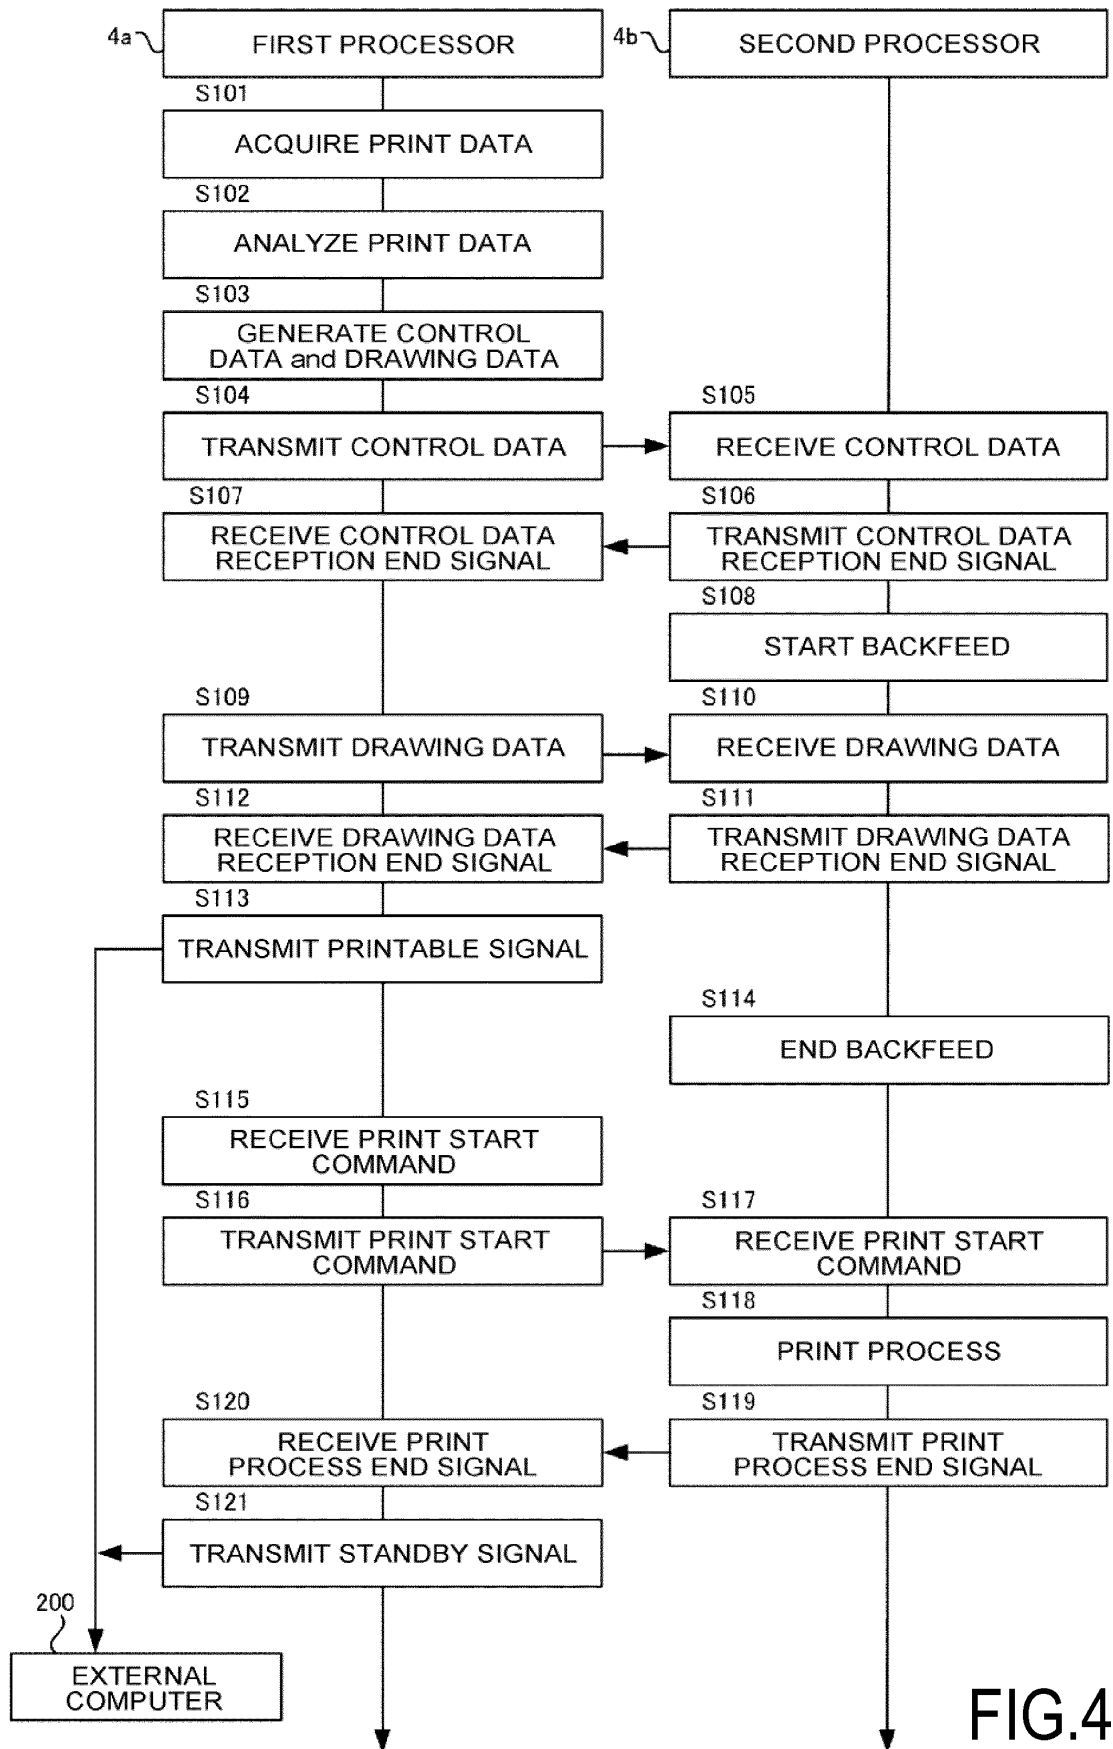 4a
FIRST PROCESSOR
4b
SECOND PROCESSOR
S101
ACQUIRE PRINT DATA
S102
ANALYZE PRINT DATA
S103
GENERATE CONTROL
DATA and DRAWING DATA
S104
TRANSMIT CONTROL DATA
S105
RECEIVE CONTROL DATA
S107
RECEIVE CONTROL DATA
RECEPTION END SIGNAL
S106
TRANSMIT CONTROL DATA
RECEPTION END SIGNAL
S108
START BACKFEED
S109
TRANSMIT DRAWING DATA
S110
RECEIVE DRAWING DATA
S112
RECEIVE DRAWING DATA
RECEPTION END SIGNAL
S111
TRANSMIT DRAWING DATA
RECEPTION END SIGNAL
S113
TRANSMIT PRINTABLE SIGNAL
S114
END BACKFEED
S115
RECEIVE PRINT START
COMMAND
S116
TRANSMIT PRINT START
COMMAND
S117
RECEIVE PRINT START
COMMAND
S118
PRINT PROCESS
S120
RECEIVE PRINT
PROCESS END SIGNAL
S119
TRANSMIT PRINT
PROCESS END SIGNAL
S121
TRANSMIT STANDBY SIGNAL
200
EXTERNAL
COMPUTER
FIG.4